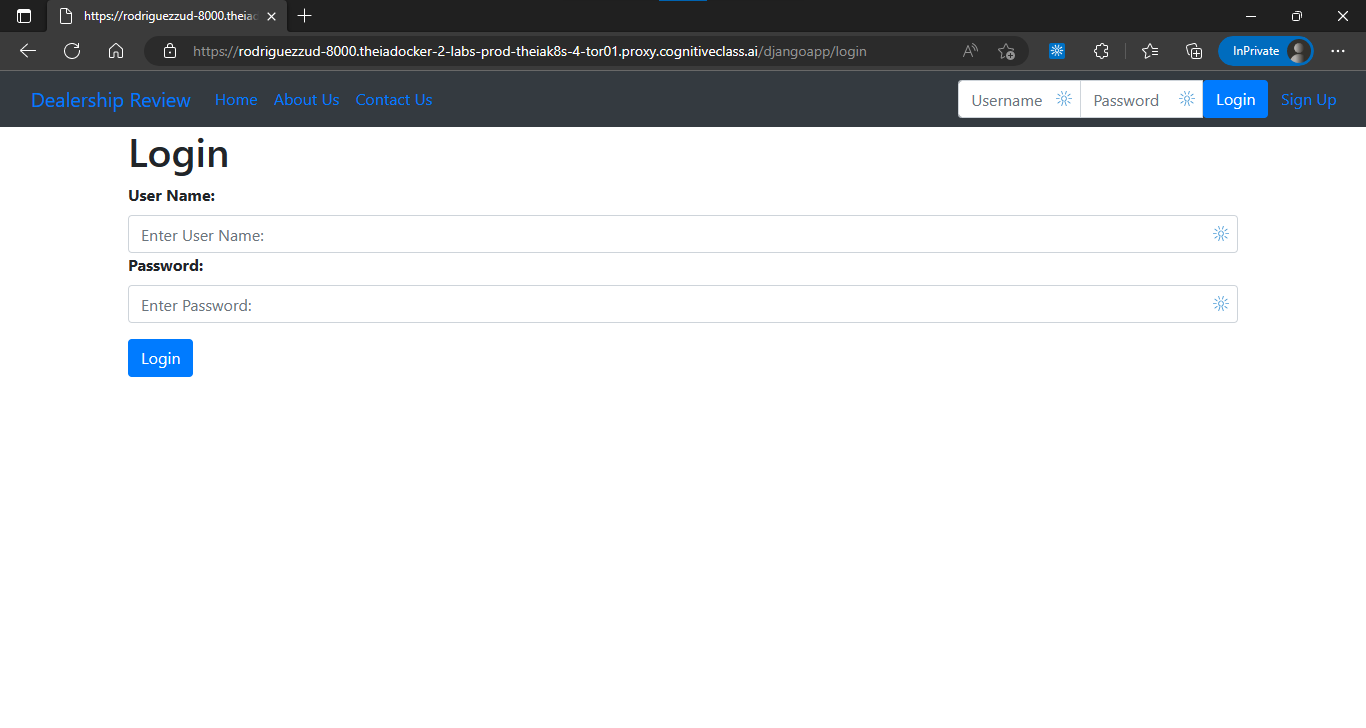 https://rodriguezzud-8000.theiac
https://rodriguezzud-8000.theiadocker-2-labs-prod-theiak8s-4-tor01.proxy.cognitiveclass.ai/djangoapp/login
InPrivate
Dealership Review Home About Us Contact Us Username Password Login Sign Up
Login
User Name:
Enter User Name:
Password:
Enter Password:
Login